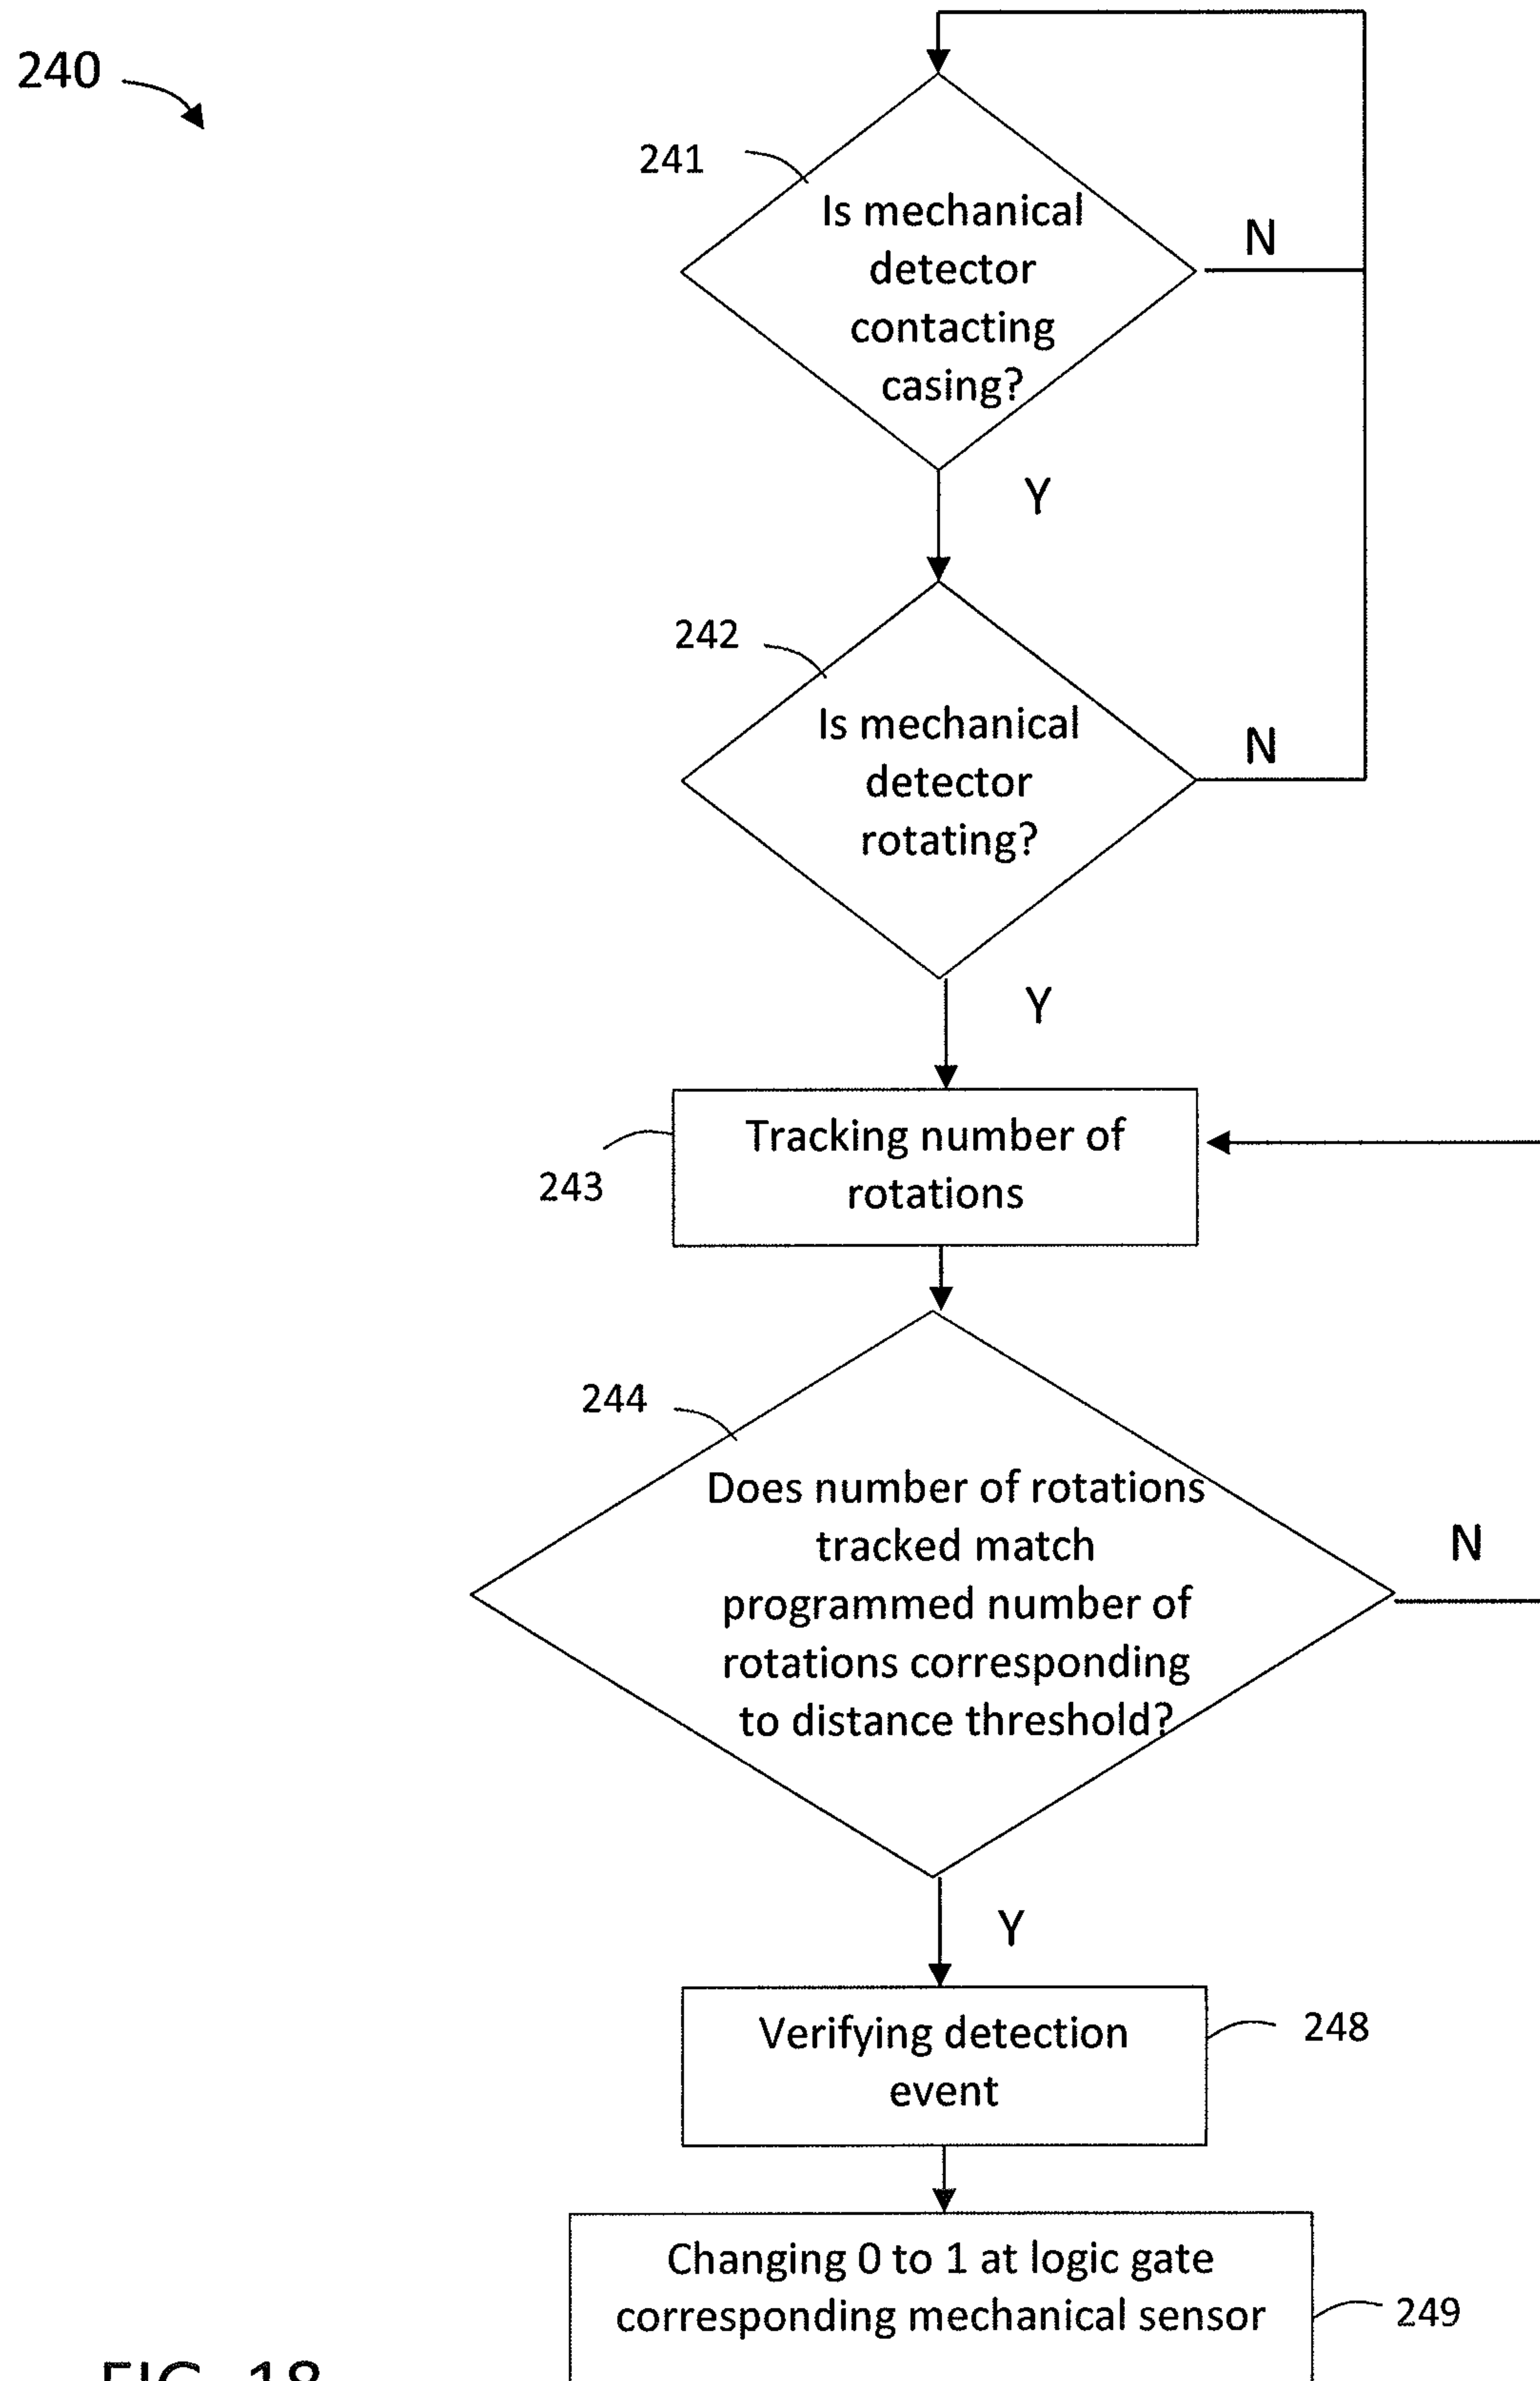 240
241
Is mechanical
detector
contacting
casing?
N
Y
242
Is mechanical
detector
rotating?
N
Y
243
Tracking number of
rotations
244
Does number of rotations
tracked match
programmed number of
rotations corresponding
to distance threshold?
N
Y
Verifying detection
event
248
Changing 0 to 1 at logic gate
corresponding mechanical sensor
249
FIG. 18